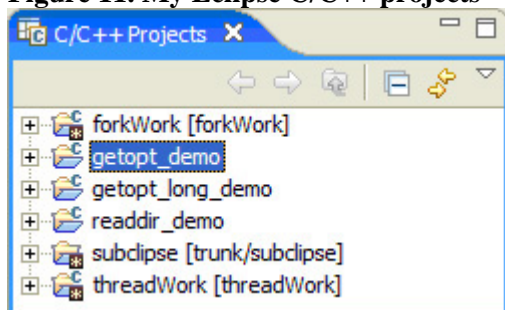 Figure 11. My Eclipse C/C++ projects
C/C++ Projects
forkWork [forkWork]
getopt_demo
getopt_long_demo
readdir_demo
subclipse [trunk/subclipse]
threadWork [threadWork]